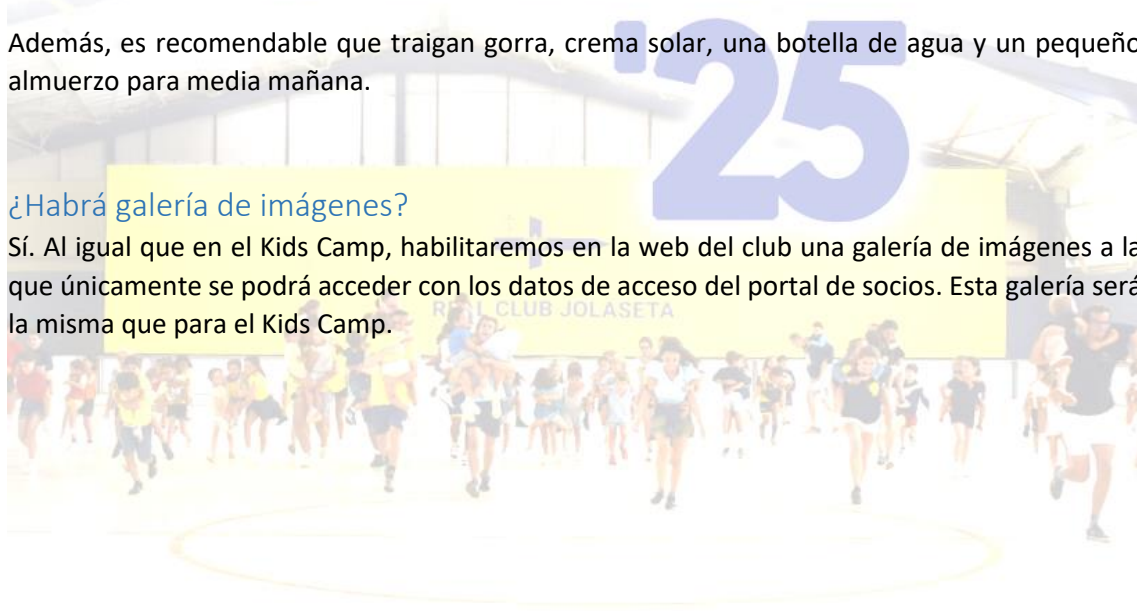 '25
Además, es recomendable que traigan gorra, crema solar, una botella de agua y un pequeño
almuerzo para media mañana.
¿Habrá galería de imágenes?
Sí. Al igual que en el Kids Camp, habilitaremos en la web del club una galería de imágenes a la
que únicamente se podrá acceder con los datos de acceso del portal de socios. Esta galería será
la misma que para el Kids Camp.
REAL CLUB JOLASETA